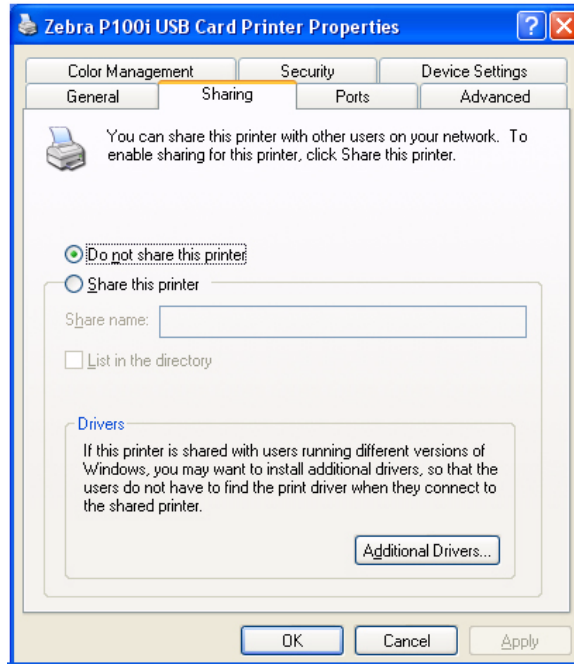 Zebra P100i USB Card Printer Properties
Color Management Security Device Settings
General Sharing Ports Advanced
You can share this printer with other users on your network. To
enable sharing for this printer, click Share this printer.
Do not share this printer
Share this printer
Share name:
List in the directory
Drivers
If this printer is shared with users running different versions of
Windows, you may want to install additional drivers, so that the
users do not have to find the print driver when they connect to
the shared printer.
Additional Drivers...
OK Cancel Apply